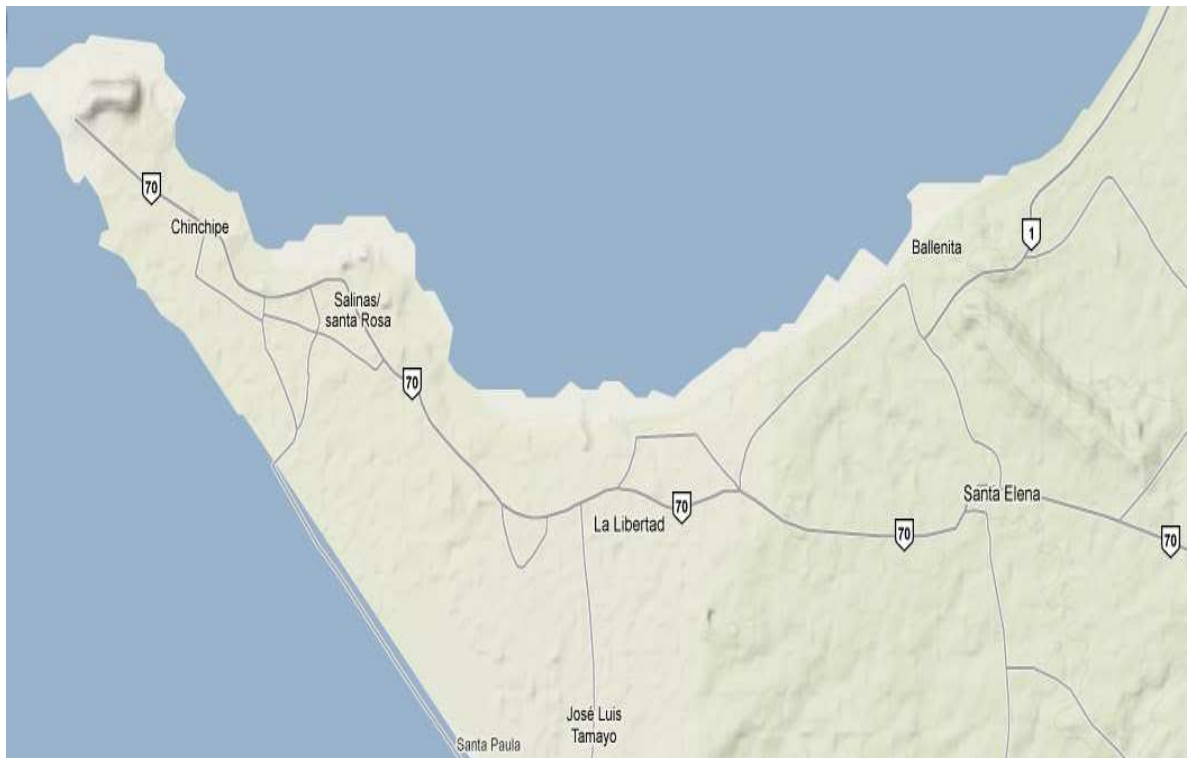 70
Chinchipe
1
Ballenita
Salinas/
santa Rosa
70
Santa Elena
70
La Libertad
70
70
José Luis
Tamayo
Santa Paula